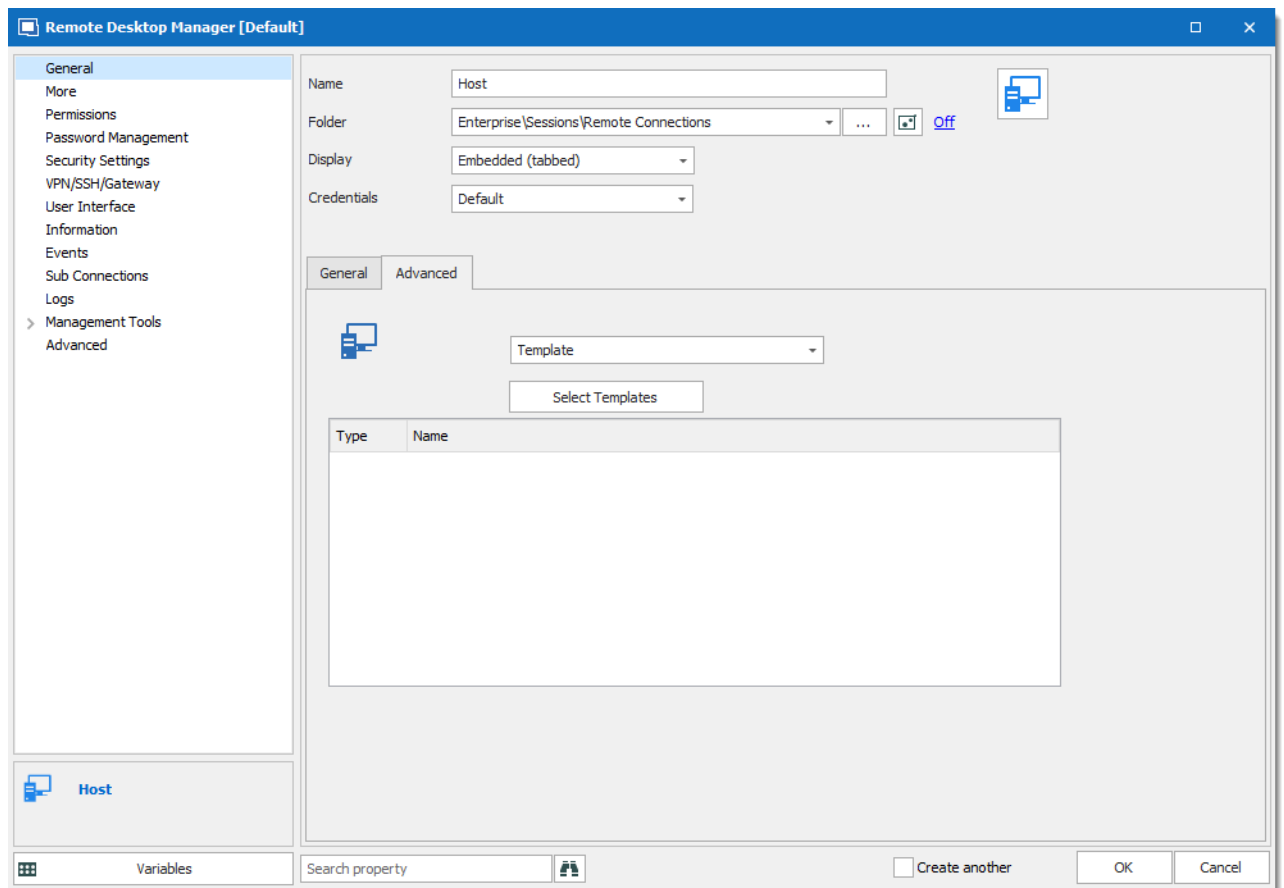 Remote Desktop Manager [Default]
General
More
Permissions
Password Management
Security Settings
VPN/SSH/Gateway
User Interface
Information
Events
Sub Connections
Logs
Management Tools
Advanced
Host
Variables
Name Host
Folder Enterprise\Sessions\Remote Connections ... Off
Display Embedded (tabbed)
Credentials Default
General Advanced
Template
Select Templates
Type Name
Search property
Create another OK Cancel